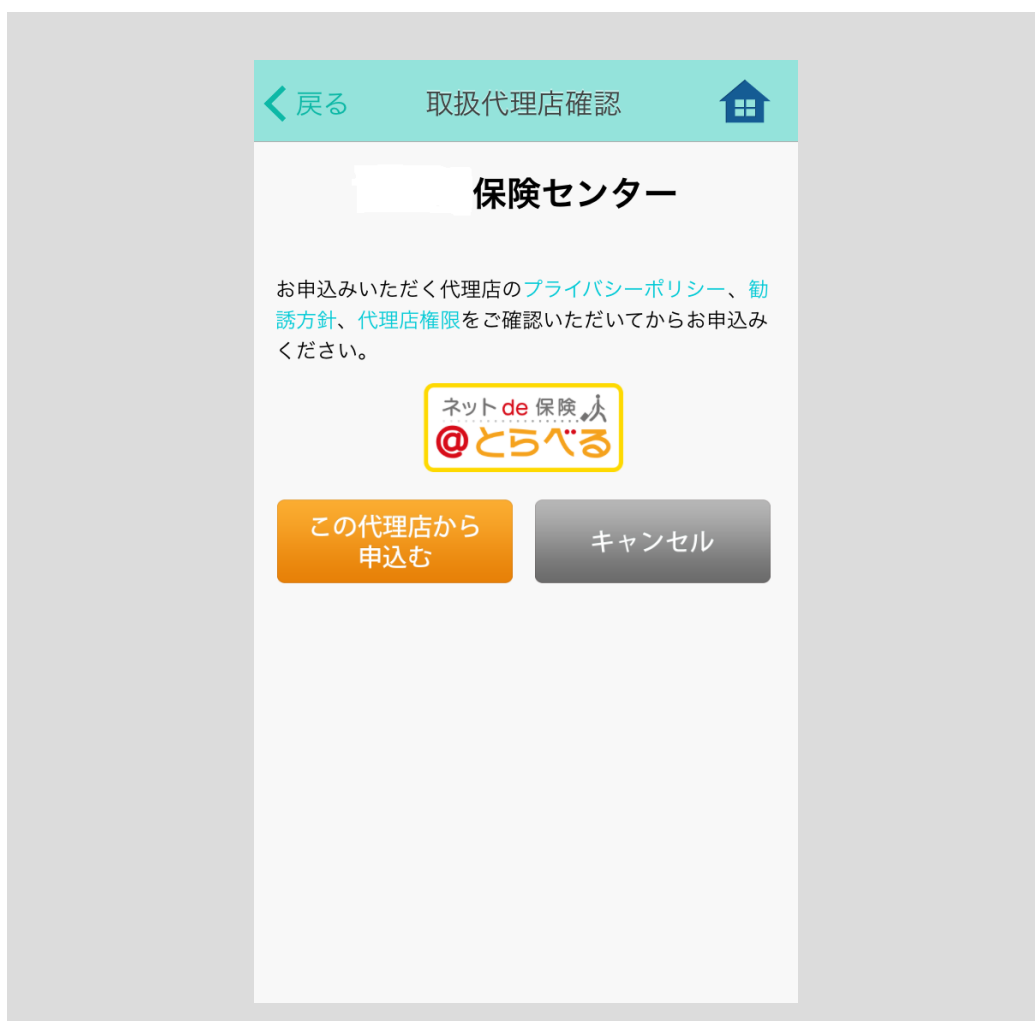 戻る 取扱代理店確認
保険センター
お申込みいただく代理店のプライバシーポリシー、勧
誘方針、代理店権限をご確認いただいてからお申込み
ください。
ネットde保険
@とらべる
この代理店から
申込む
キャンセル